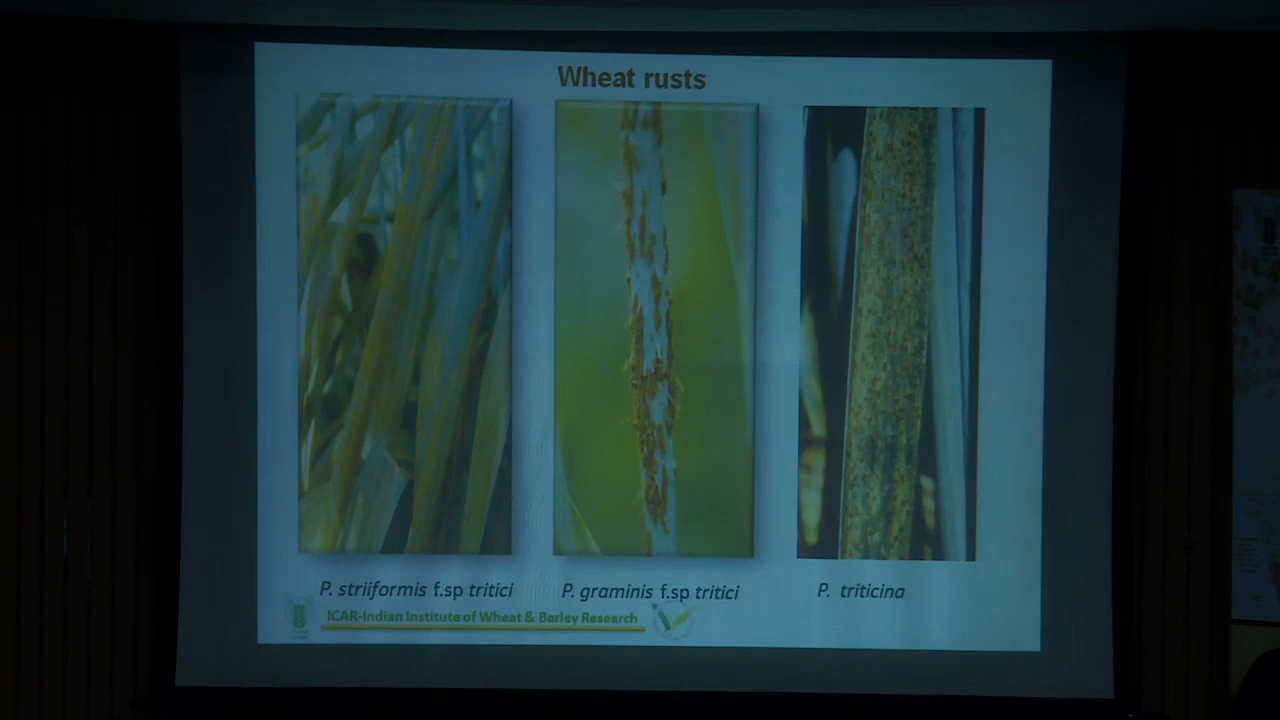 Wheat rusts
P. striiformis f.sp tritici
P. graminis f.sp tritici
P. triticina
ICAR-Indian Institute of Wheat & Barley Research